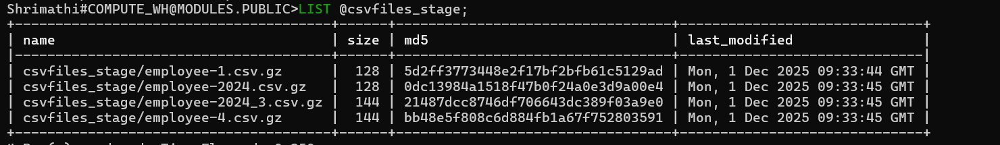 Shrimathi#COMPUTE_WH@MODULES.PUBLIC>LIST @csvfiles_stage;
+---------------------------------------+------+----------------------------------+------------------------------+
| name                                  | size | md5                              | last_modified                |
|---------------------------------------+------+----------------------------------+------------------------------|
| csvfiles_stage/employee-1.csv.gz      |  128 | 5d2ff3773448e2f17bf2bfb61c5129ad | Mon, 1 Dec 2025 09:33:44 GMT |
| csvfiles_stage/employee-2024.csv.gz   |  128 | 0dc13984a1518f47b0f24a0e3d9a00e4 | Mon, 1 Dec 2025 09:33:45 GMT |
| csvfiles_stage/employee-2024_3.csv.gz |  144 | 21487dcc8746df706643dc389f03a9e0 | Mon, 1 Dec 2025 09:33:45 GMT |
| csvfiles_stage/employee-4.csv.gz      |  144 | bb48e5f808c6d884fb1a67f752803591 | Mon, 1 Dec 2025 09:33:45 GMT |
+---------------------------------------+------+----------------------------------+------------------------------+